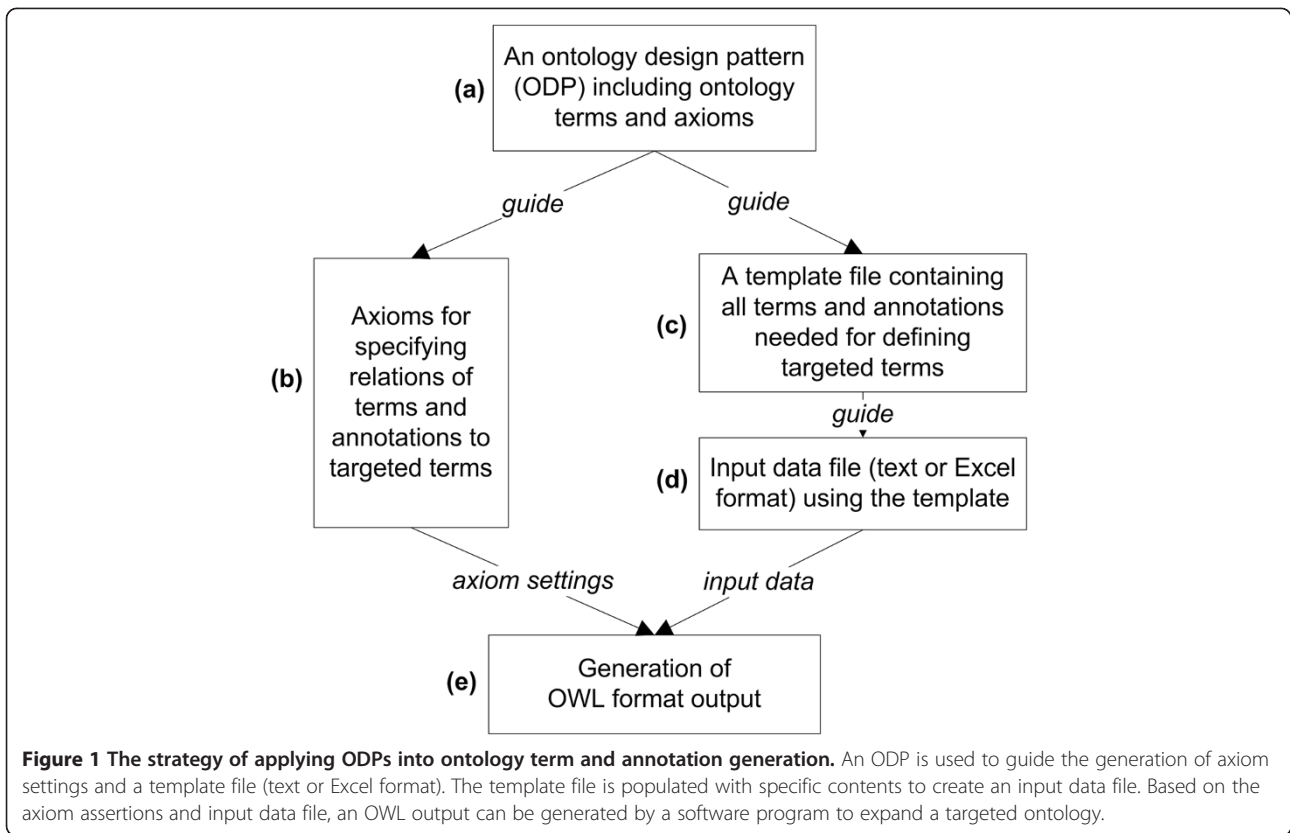 An ontology design pattern
(ODP) including ontology
terms and axioms
(a)
guide
guide
Axioms for
specifying
relations of
terms and
annotations to
targeted terms
(b)
A template file containing
all terms and annotations
needed for defining
targeted terms
(c)
guide
Input data file (text or Excel
format) using the template
(d)
axiom settings
input data
Generation of
OWL format output
(e)
Figure 1 The strategy of applying ODPs into ontology term and annotation generation. An ODP is used to guide the generation of axiom
settings and a template file (text or Excel format). The template file is populated with specific contents to create an input data file. Based on the
axiom assertions and input data file, an OWL output can be generated by a software program to expand a targeted ontology.